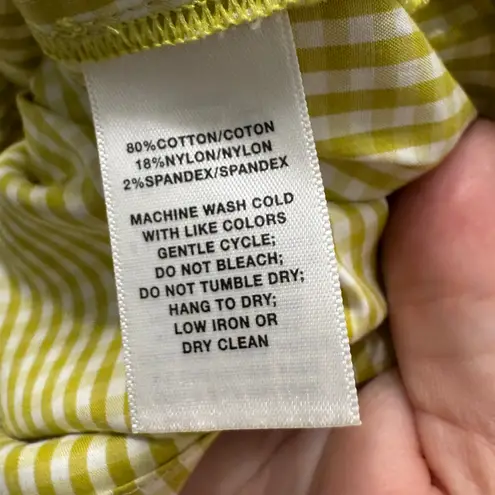 80%COTTON/COTON
18%NYLON/NYLON
2%SPANDEX/SPANDEX
MACHINE WASH COLD
WITH LIKE COLORS
GENTLE CYCLE;
DO NOT BLEACH;
DO NOT TUMBLE DRY;
HANG TO DRY;
LOW IRON OR
DRY CLEAN